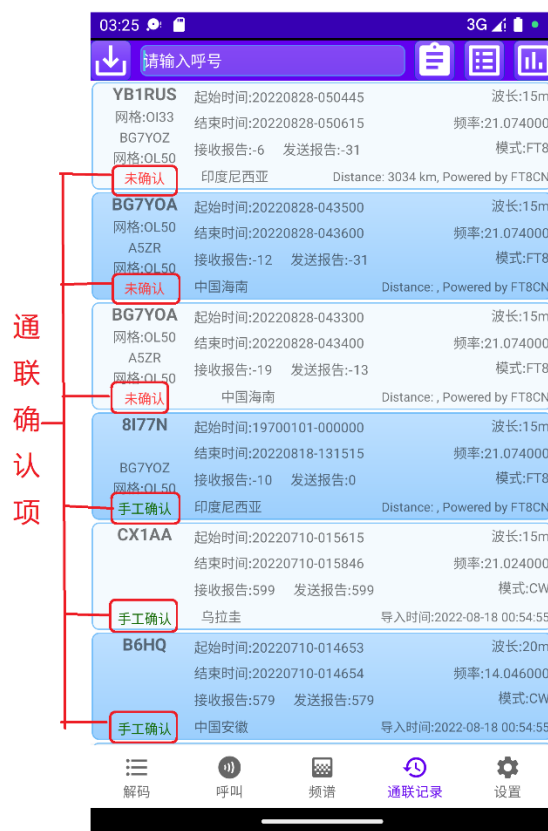 03:25
3G
请输入呼号
YB1RUS
起始时间:20220828-050445
波长:15m
网格:OI33
结束时间:20220828-050615
频率:21.074000
BG7YOZ
接收报告:-6 发送报告:-31
模式:FT8
网格:OL50
未确认
印度尼西亚
Distance: 3034 km, Powered by FT8CN
BG7YOA
起始时间:20220828-043500
波长:15m
网格:OL50
结束时间:20220828-043600
频率:21.074000
A5ZR
接收报告:-12 发送报告:-31
模式:FT8
网格:OL50
未确认
中国海南
Distance: , Powered by FT8CN
BG7YOA
起始时间:20220828-043300
波长:15m
网格:OL50
结束时间:20220828-043400
频率:21.074000
A5ZR
接收报告:-19 发送报告:-13
模式:FT8
网格:OL50
未确认
中国海南
Distance: , Powered by FT8CN
8I77N
起始时间:19700101-000000
波长:15m
结束时间:20220818-131515
频率:21.074000
BG7YOZ
接收报告:-10 发送报告:0
模式:FT8
网格:OL50
手工确认
印度尼西亚
Distance: , Powered by FT8CN
CX1AA
起始时间:20220710-015615
波长:15m
结束时间:20220710-015846
频率:21.024000
接收报告:599 发送报告:599
模式:CW
手工确认
乌拉圭
导入时间:2022-08-18 00:54:55
B6HQ
起始时间:20220710-014653
波长:20m
结束时间:20220710-014654
频率:14.046000
接收报告:579 发送报告:579
模式:CW
手工确认
中国安徽
导入时间:2022-08-18 00:54:55
通联确认项
解码
呼叫
频谱
通联记录
设置